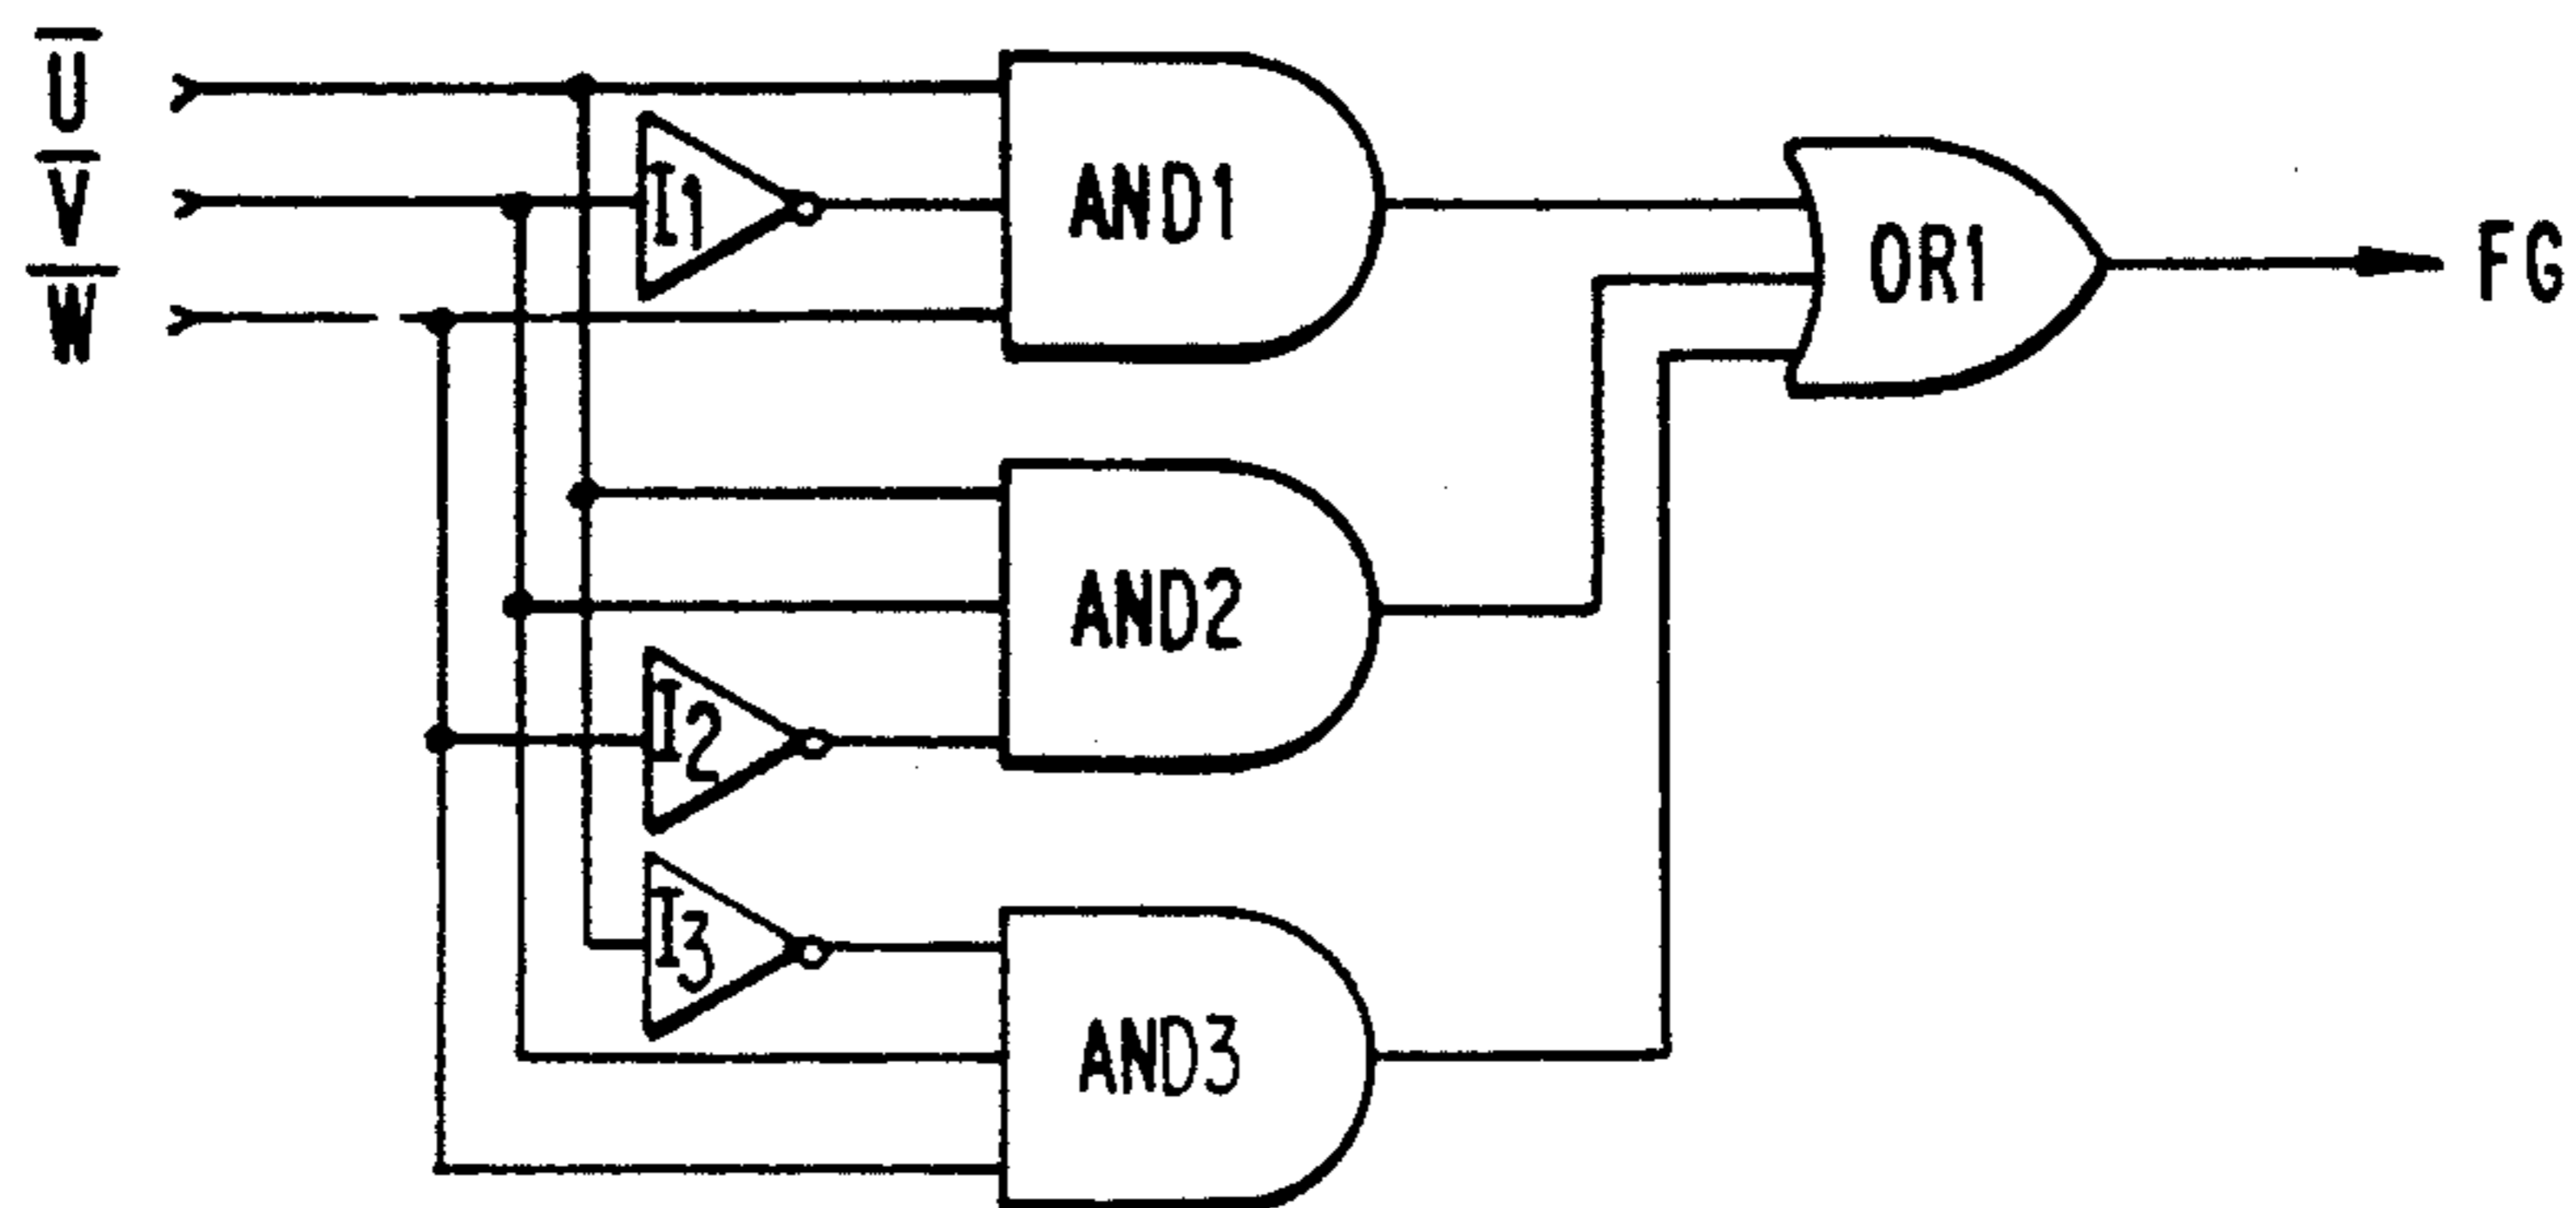 U̅
V̅
W̅
I1
AND1
OR1
FG
AND2
I2
I3
AND3